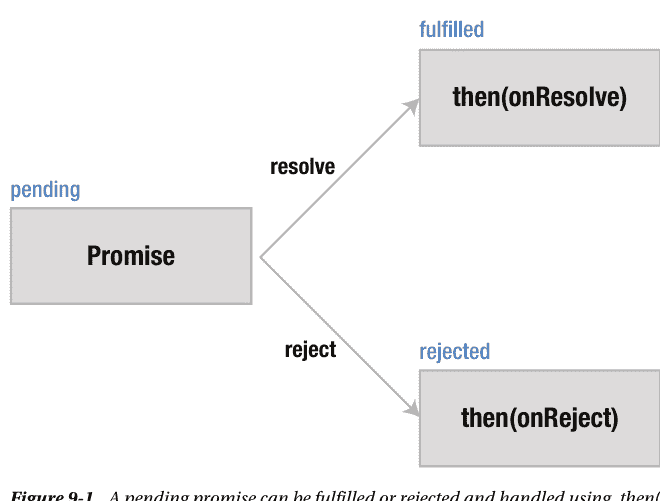 fulfilled
then(onResolve)
resolve
pending
Promise
reject
rejected
then(onReject)
Figure 9-1. A pending promise can be fulfilled or rejected and handled using .then(